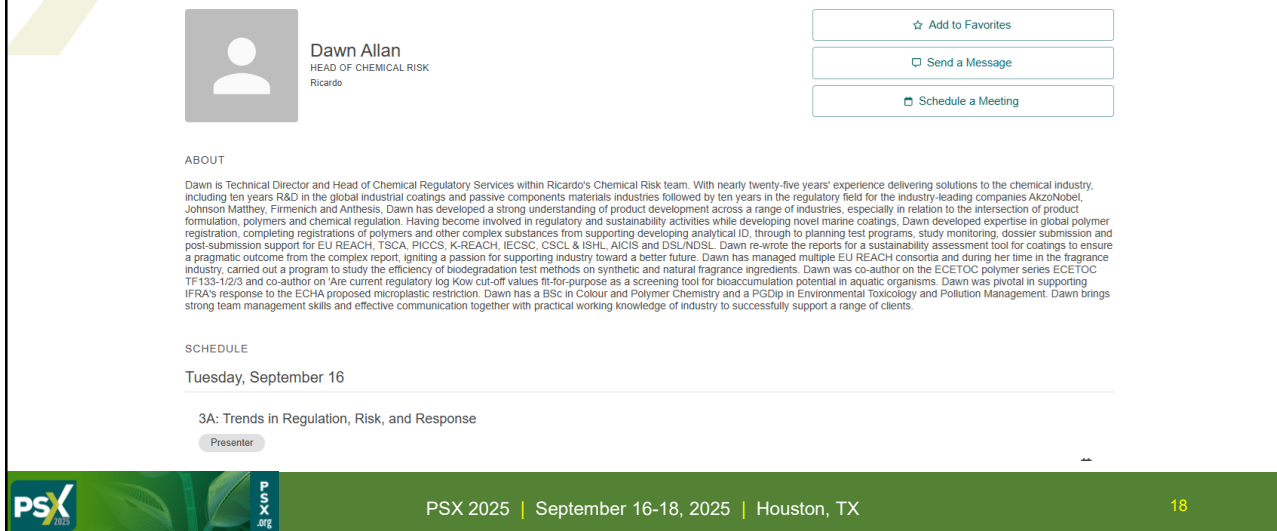 Dawn Allan
HEAD OF CHEMICAL RISK
Ricardo
Add to Favorites
Send a Message
Schedule a Meeting
ABOUT
Dawn is Technical Director and Head of Chemical Regulatory Services within Ricardo's Chemical Risk team. With nearly twenty-five years' experience delivering solutions to the chemical industry,
including ten years R&D in the global industrial coatings and passive components materials industries followed by ten years in the regulatory field for the industry-leading companies AkzoNobel,
Johnson Matthey, Firmenich and Anthesis, Dawn has developed a strong understanding of product development across a range of industries, especially in relation to the intersection of product
formulation, polymers and chemical regulation. Having become involved in regulatory and sustainability activities while developing novel marine coatings, Dawn developed expertise in global polymer
registration, completing registrations of polymers and other complex substances from supporting developing analytical ID, through to planning test programs, study monitoring, dossier submission and
post-submission support for EU REACH, TSCA, PICCS, K-REACH, IECSC, CSCL & ISHL, AICIS and DSL/NDSL. Dawn re-wrote the reports for a sustainability assessment tool for coatings to ensure
a pragmatic outcome from the complex report, igniting a passion for supporting industry toward a better future. Dawn has managed multiple EU REACH consortia and during her time in the fragrance
industry, carried out a program to study the efficiency of biodegradation test methods on synthetic and natural fragrance ingredients. Dawn was co-author on the ECETOC polymer series ECETOC
TF133-1/2/3 and co-author on 'Are current regulatory log Kow cut-off values fit-for-purpose as a screening tool for bioaccumulation potential in aquatic organisms. Dawn was pivotal in supporting
IFRA's response to the ECHA proposed microplastic restriction. Dawn has a BSc in Colour and Polymer Chemistry and a PGDip in Environmental Toxicology and Pollution Management. Dawn brings
strong team management skills and effective communication together with practical working knowledge of industry to successfully support a range of clients.
SCHEDULE
Tuesday, September 16
3A: Trends in Regulation, Risk, and Response
Presenter
PSX
2025
PSX
.org
PSX 2025 | September 16-18, 2025 | Houston, TX
18